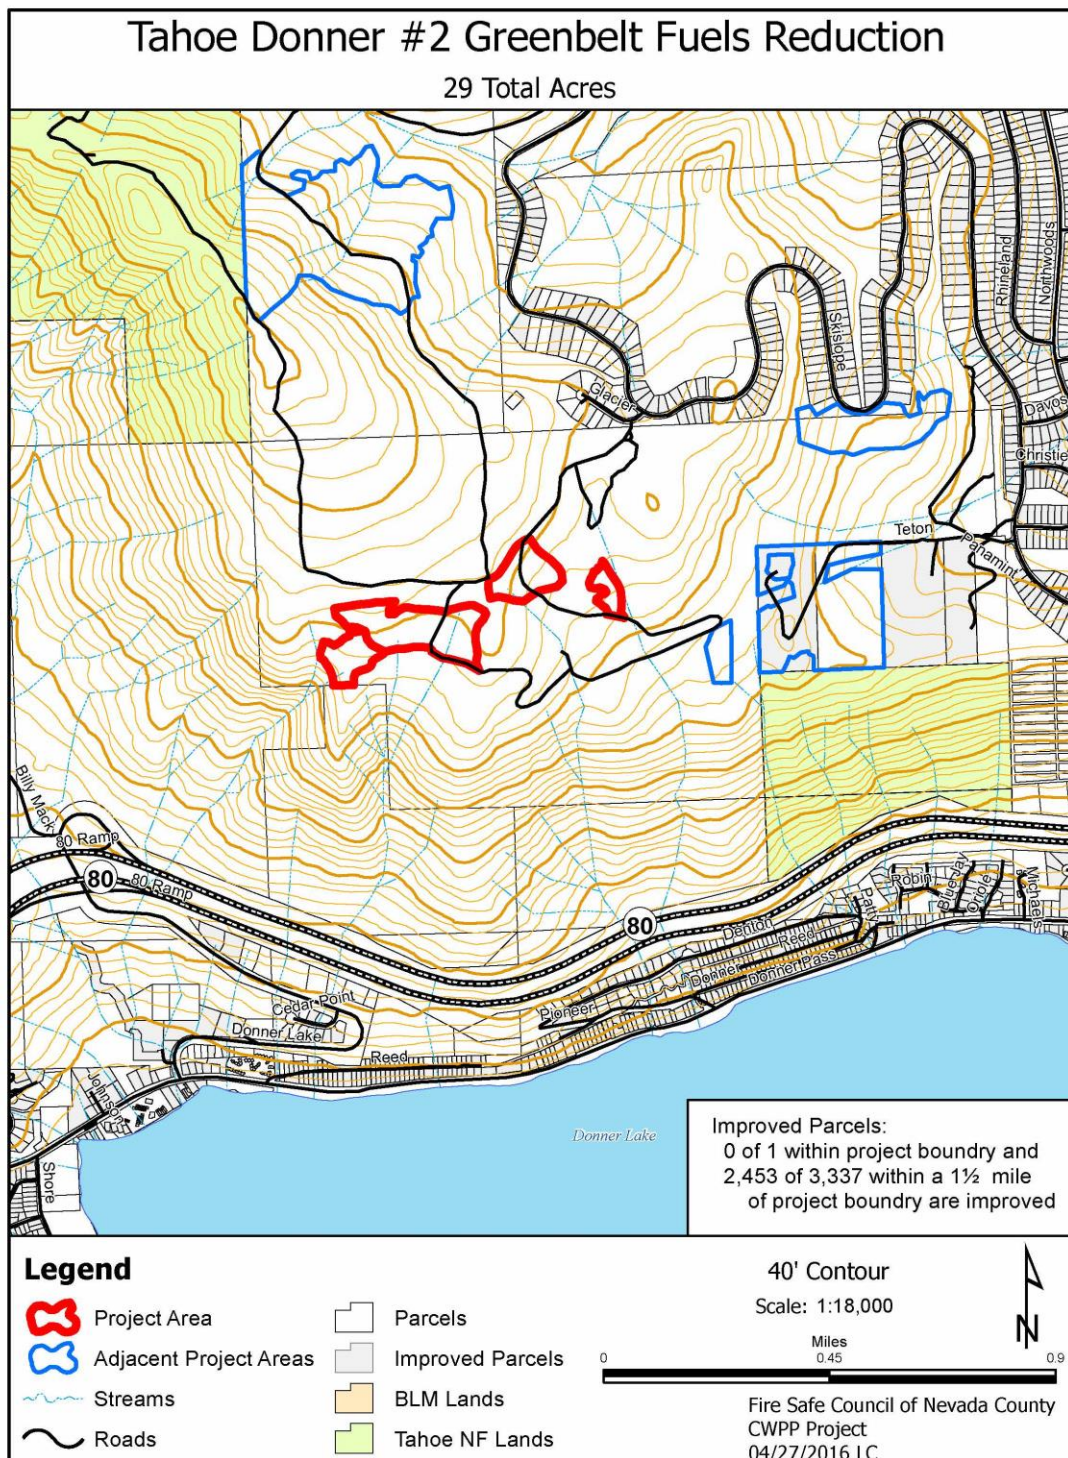 Tahoe Donner #2 Greenbelt Fuels Reduction
29 Total Acres
Rhineland
Northwoods
Skislope
Glacier
Davos
Christie
Teton
Panamint
Billy Mack
80 Ramp
80
80 Ramp
80
Robin
Blue Jay
Oriole
Michaels
Patty's
Denton
Reed
Donner
Donner Pass
Pioneer
Cedar Point
Donner Lake
Reed
Johnson
Shore
Donner Lake
Improved Parcels:
0 of 1 within project boundry and
2,453 of 3,337 within a 1½ mile
of project boundry are improved
Legend
Project Area
Adjacent Project Areas
Streams
Roads
Parcels
Improved Parcels
BLM Lands
Tahoe NF Lands
40' Contour
Scale: 1:18,000
Miles
0 0.45 0.9
N
Fire Safe Council of Nevada County
CWPP Project
04/27/2016 LC